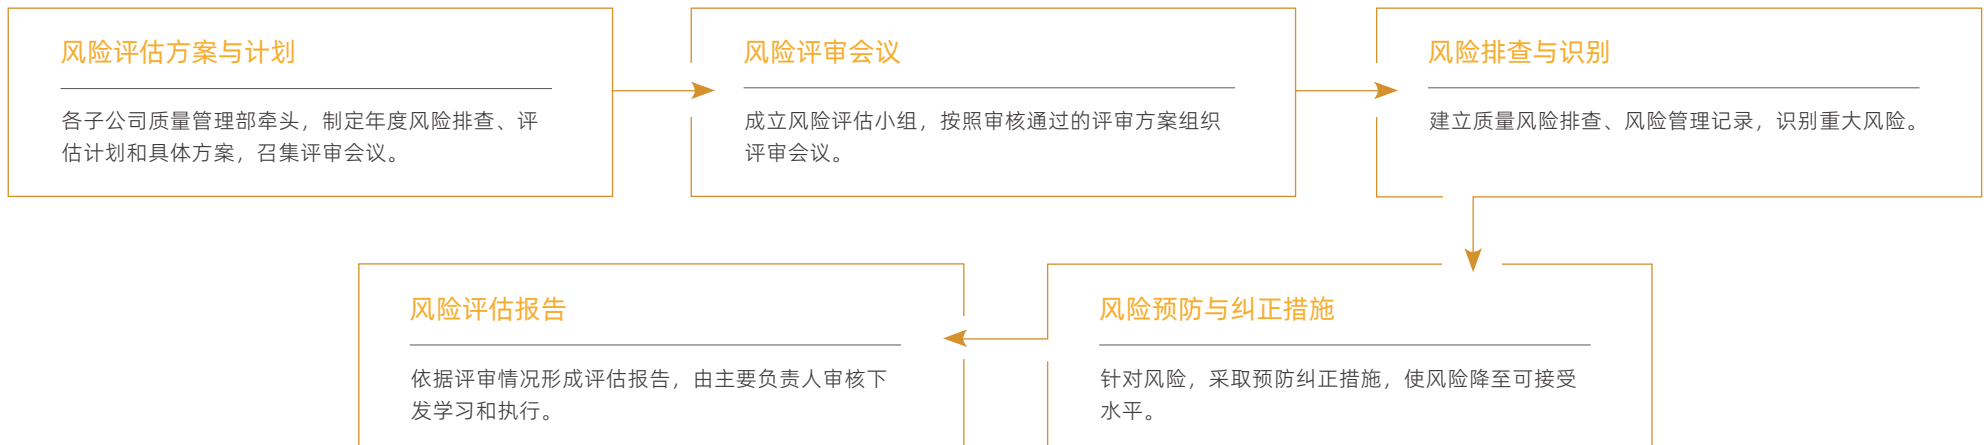 风险评估方案与计划
各子公司质量管理部牵头，制定年度风险排查、评
估计划和具体方案，召集评审会议。
风险评审会议
成立风险评估小组，按照审核通过的评审方案组织
评审会议。
风险排查与识别
建立质量风险排查、风险管理记录，识别重大风险。
风险预防与纠正措施
针对风险，采取预防纠正措施，使风险降至可接受
水平。
风险评估报告
依据评审情况形成评估报告，由主要负责人审核下
发学习和执行。